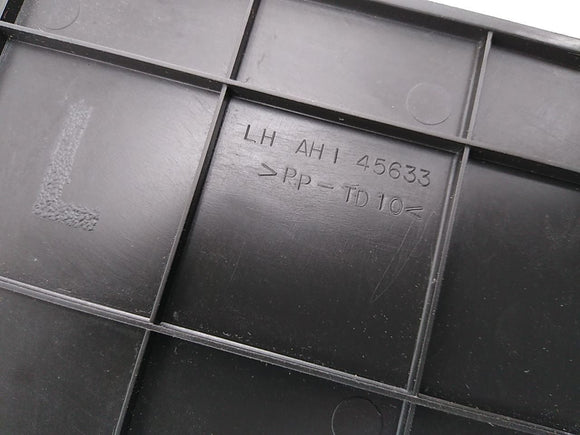 L
LH AH1 45633
>PP-TD10<